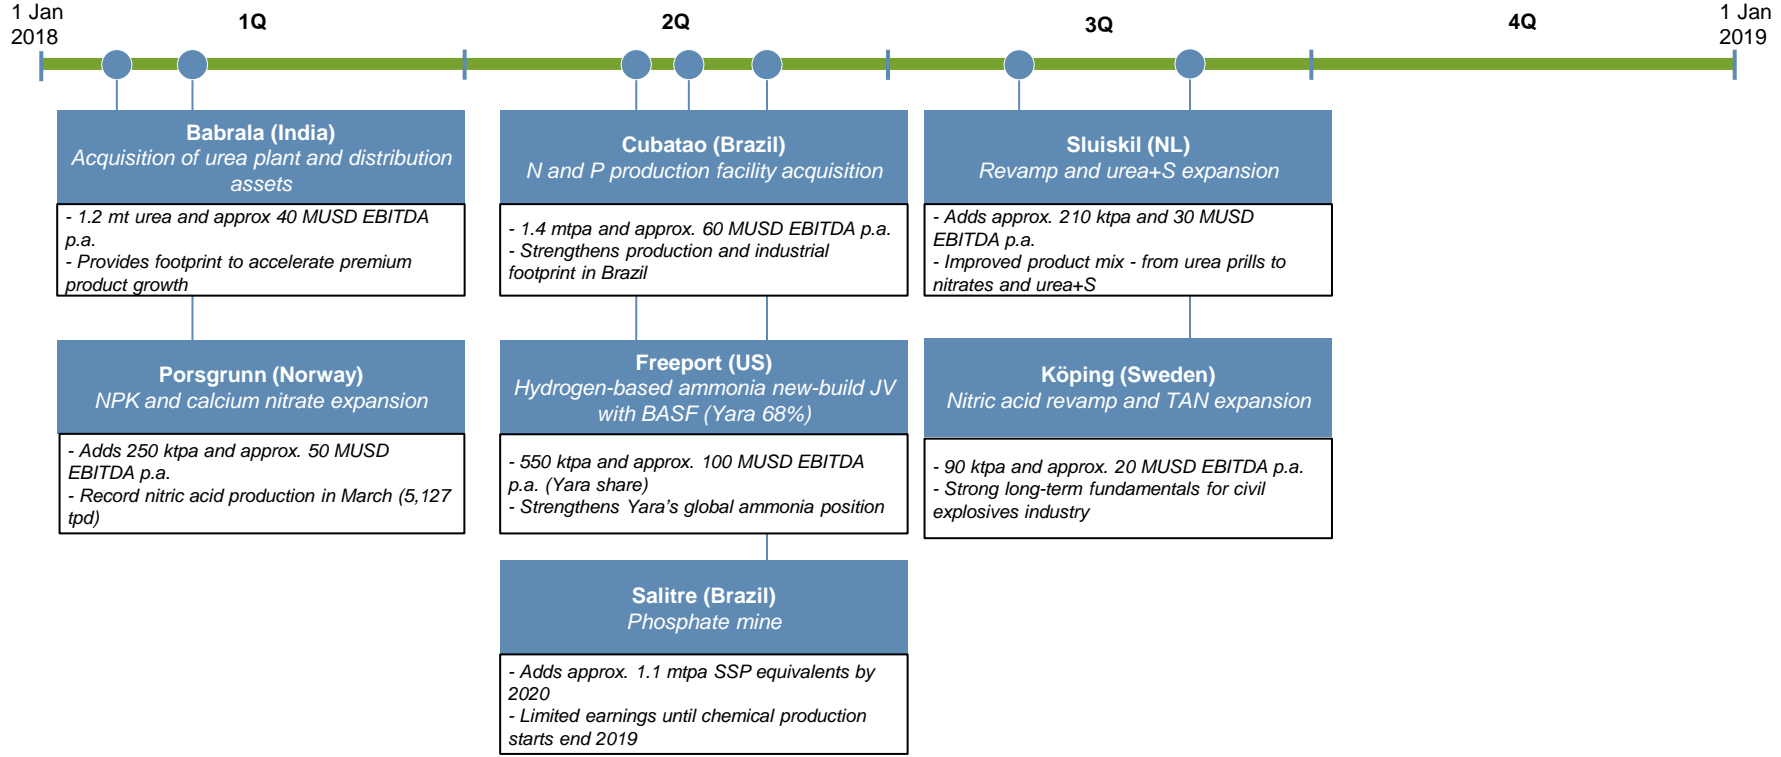 1 Jan
2018
1Q
2Q
3Q
4Q
1 Jan
2019
Babrala (India)
Acquisition of urea plant and distribution
assets
- 1.2 mt urea and approx 40 MUSD EBITDA
p.a.
- Provides footprint to accelerate premium
product growth
Porsgrunn (Norway)
NPK and calcium nitrate expansion
- Adds 250 ktpa and approx. 50 MUSD
EBITDA p.a.
- Record nitric acid production in March (5,127
tpd)
Cubatao (Brazil)
N and P production facility acquisition
- 1.4 mtpa and approx. 60 MUSD EBITDA p.a.
- Strengthens production and industrial
footprint in Brazil
Freeport (US)
Hydrogen-based ammonia new-build JV
with BASF (Yara 68%)
- 550 ktpa and approx. 100 MUSD EBITDA
p.a. (Yara share)
- Strengthens Yara's global ammonia position
Salitre (Brazil)
Phosphate mine
- Adds approx. 1.1 mtpa SSP equivalents by
2020
- Limited earnings until chemical production
starts end 2019
Sluiskil (NL)
Revamp and urea+S expansion
- Adds approx. 210 ktpa and 30 MUSD
EBITDA p.a.
- Improved product mix - from urea prills to
nitrates and urea+S
Köping (Sweden)
Nitric acid revamp and TAN expansion
- 90 ktpa and approx. 20 MUSD EBITDA p.a.
- Strong long-term fundamentals for civil
explosives industry